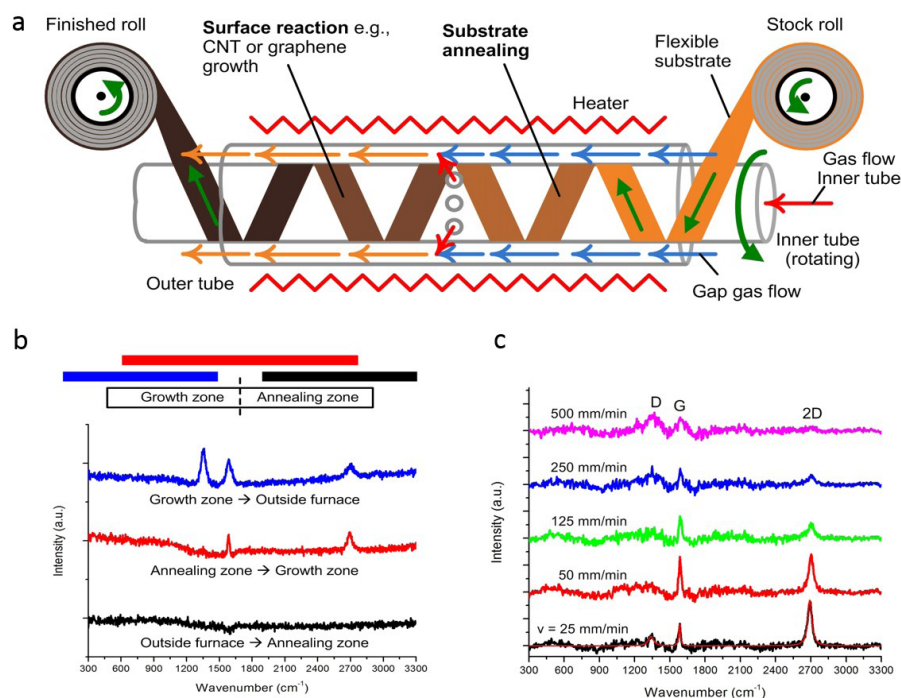 a
Finished roll
Surface reaction e.g.,
CNT or graphene
growth
Substrate
annealing
Flexible
substrate
Stock roll
Heater
Gas flow
Inner tube
Inner tube
(rotating)
Outer tube
Gap gas flow
b
Growth zone
Annealing zone
Growth zone → Outside furnace
Annealing zone → Growth zone
Outside furnace → Annealing zone
Intensity (a.u.)
300 600 900 1200 1500 1800 2100 2400 2700 3000 3300
Wavenumber (cm⁻¹)
c
D
G
2D
500 mm/min
250 mm/min
125 mm/min
50 mm/min
v = 25 mm/min
Intensity (a.u.)
300 600 900 1200 1500 1800 2100 2400 2700 3000 3300
Wavenumber (cm⁻¹)